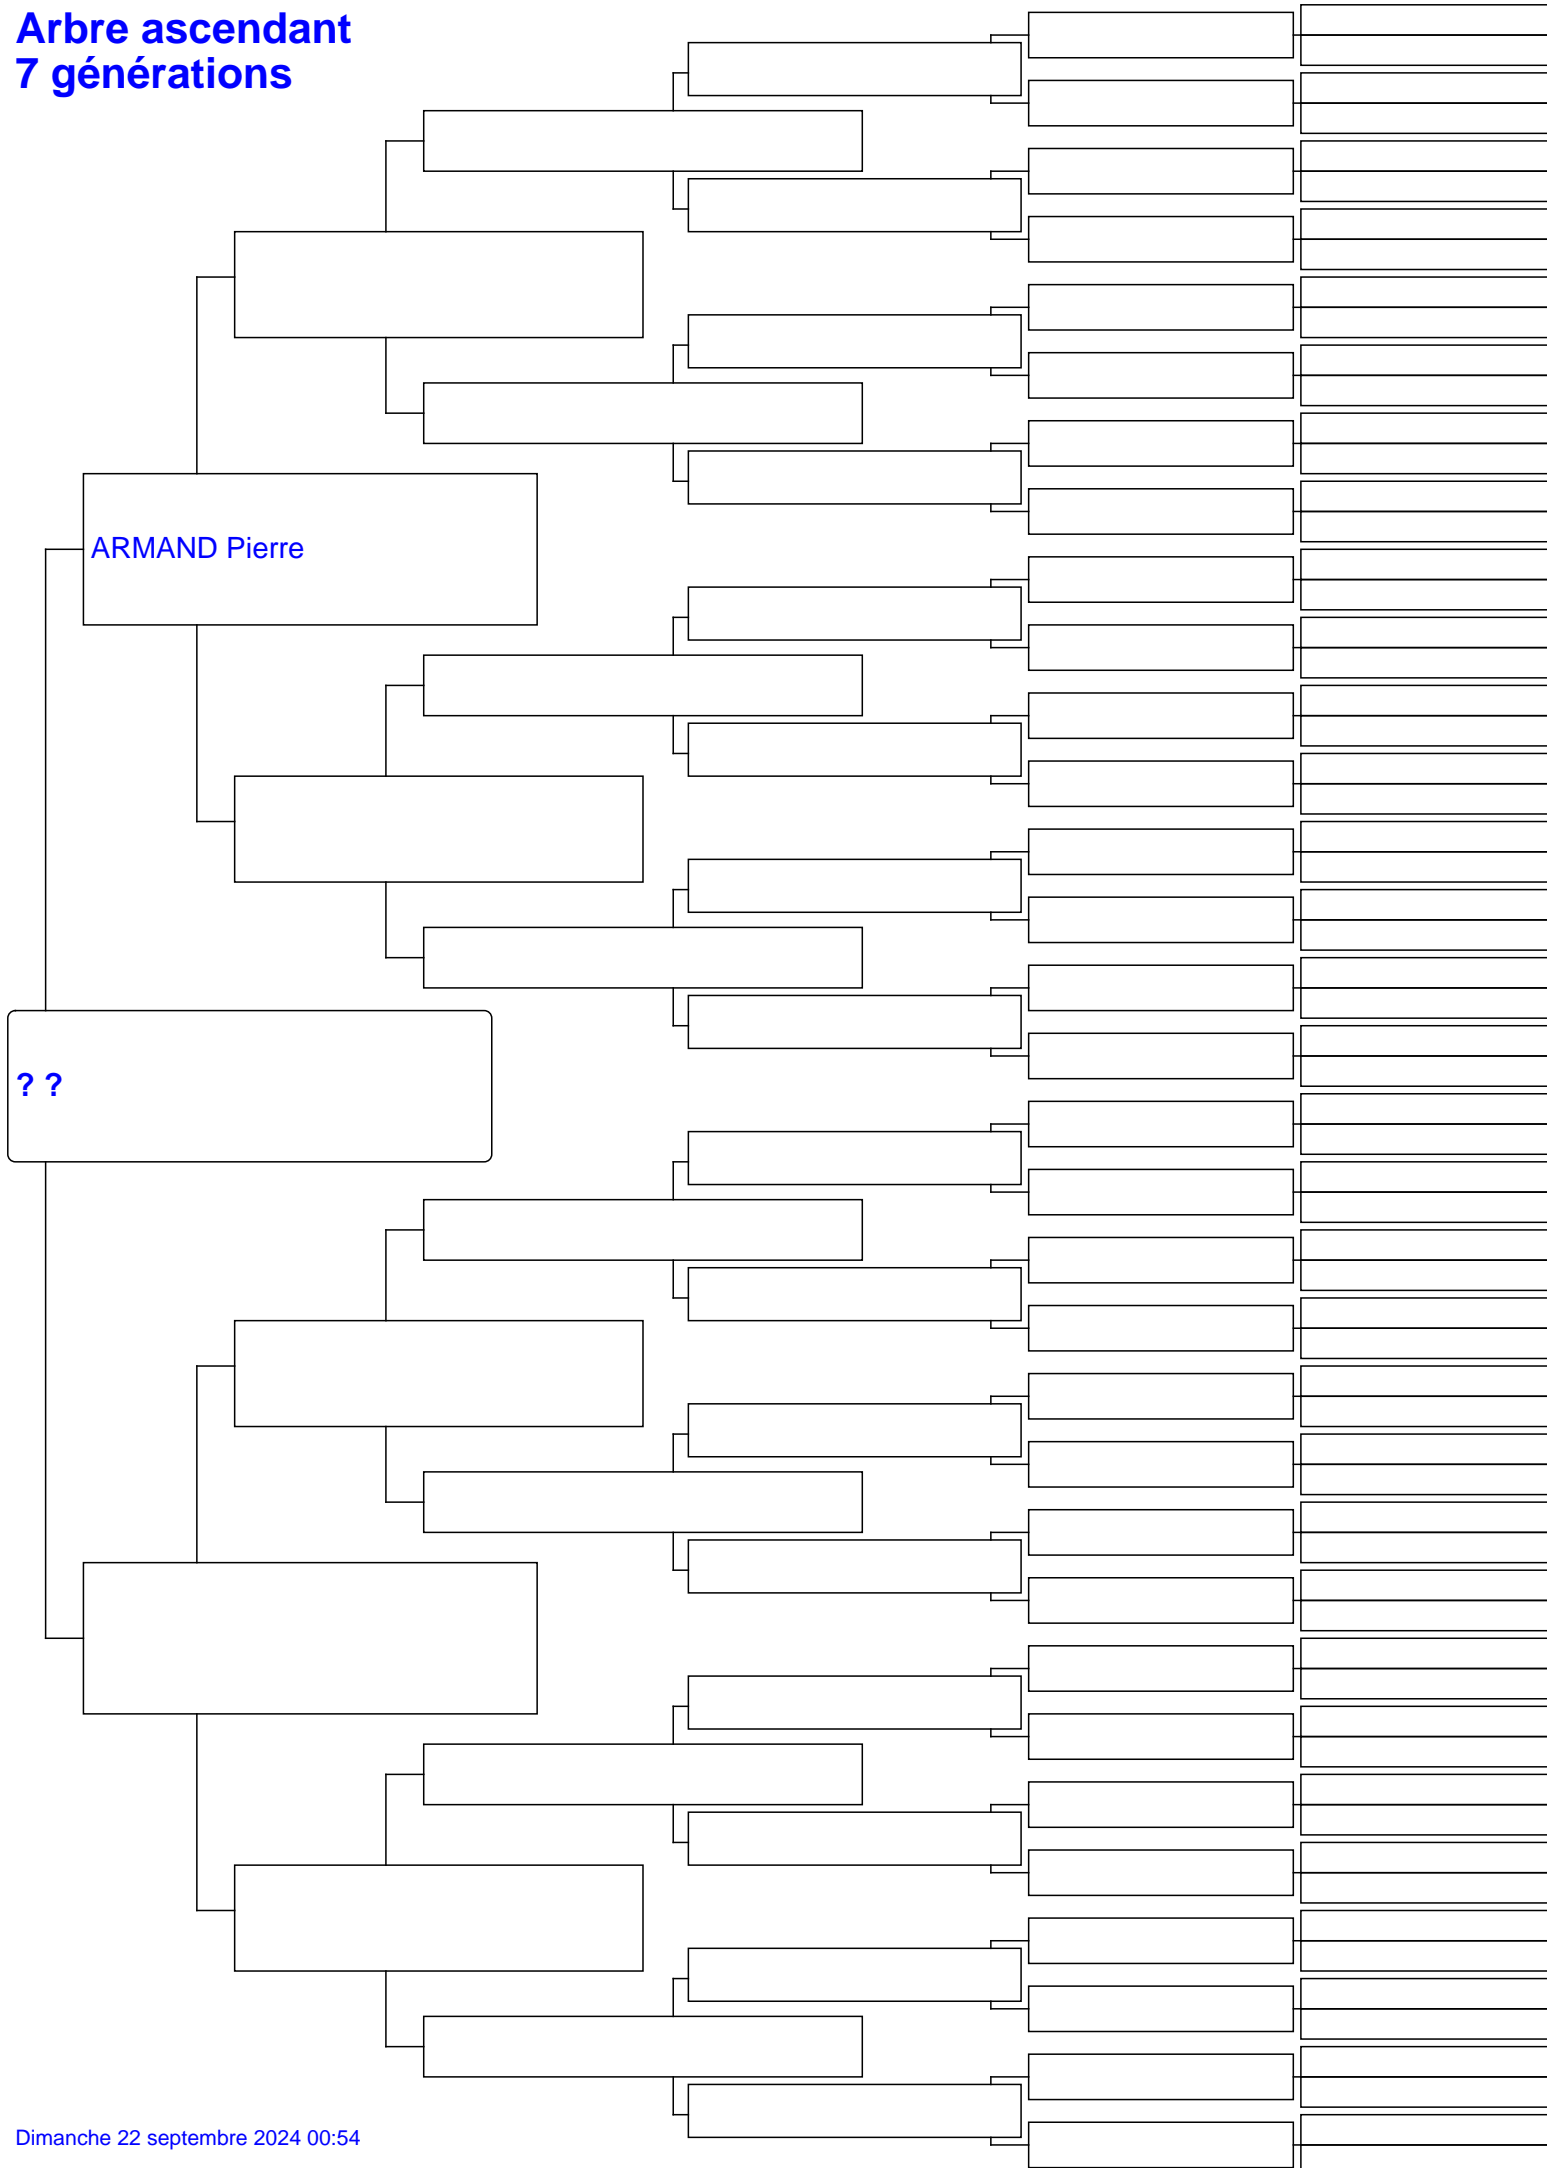 Arbre ascendant
7 générations
ARMAND Pierre
? ?
Dimanche 22 septembre 2024 00:54